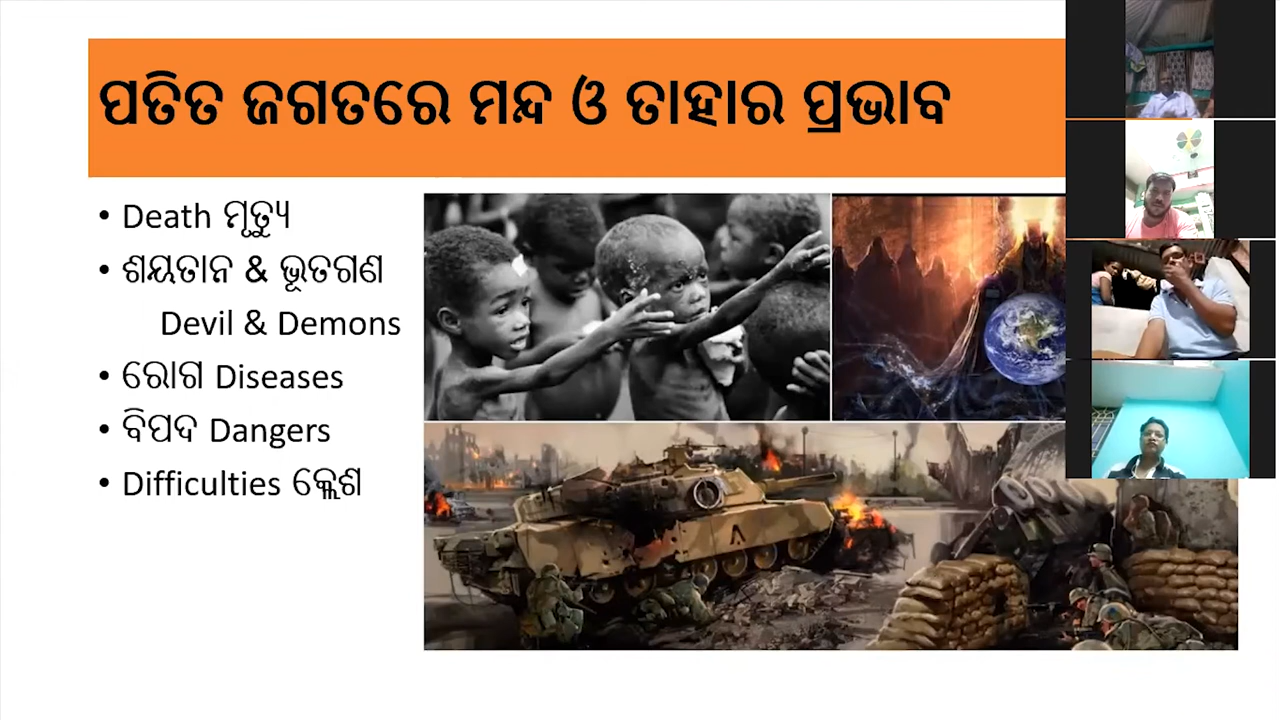 ପତିତ ଜଗତରେ ମନ୍ଦ ଓ ତାହାର ପ୍ରଭାବ
• Death ମୃତ୍ୟୁ
• ଶୟତାନ & ଭୂତଗଣ
Devil & Demons
• ରୋଗ Diseases
• ବିପଦ Dangers
• Difficulties କ୍ଲେଶ